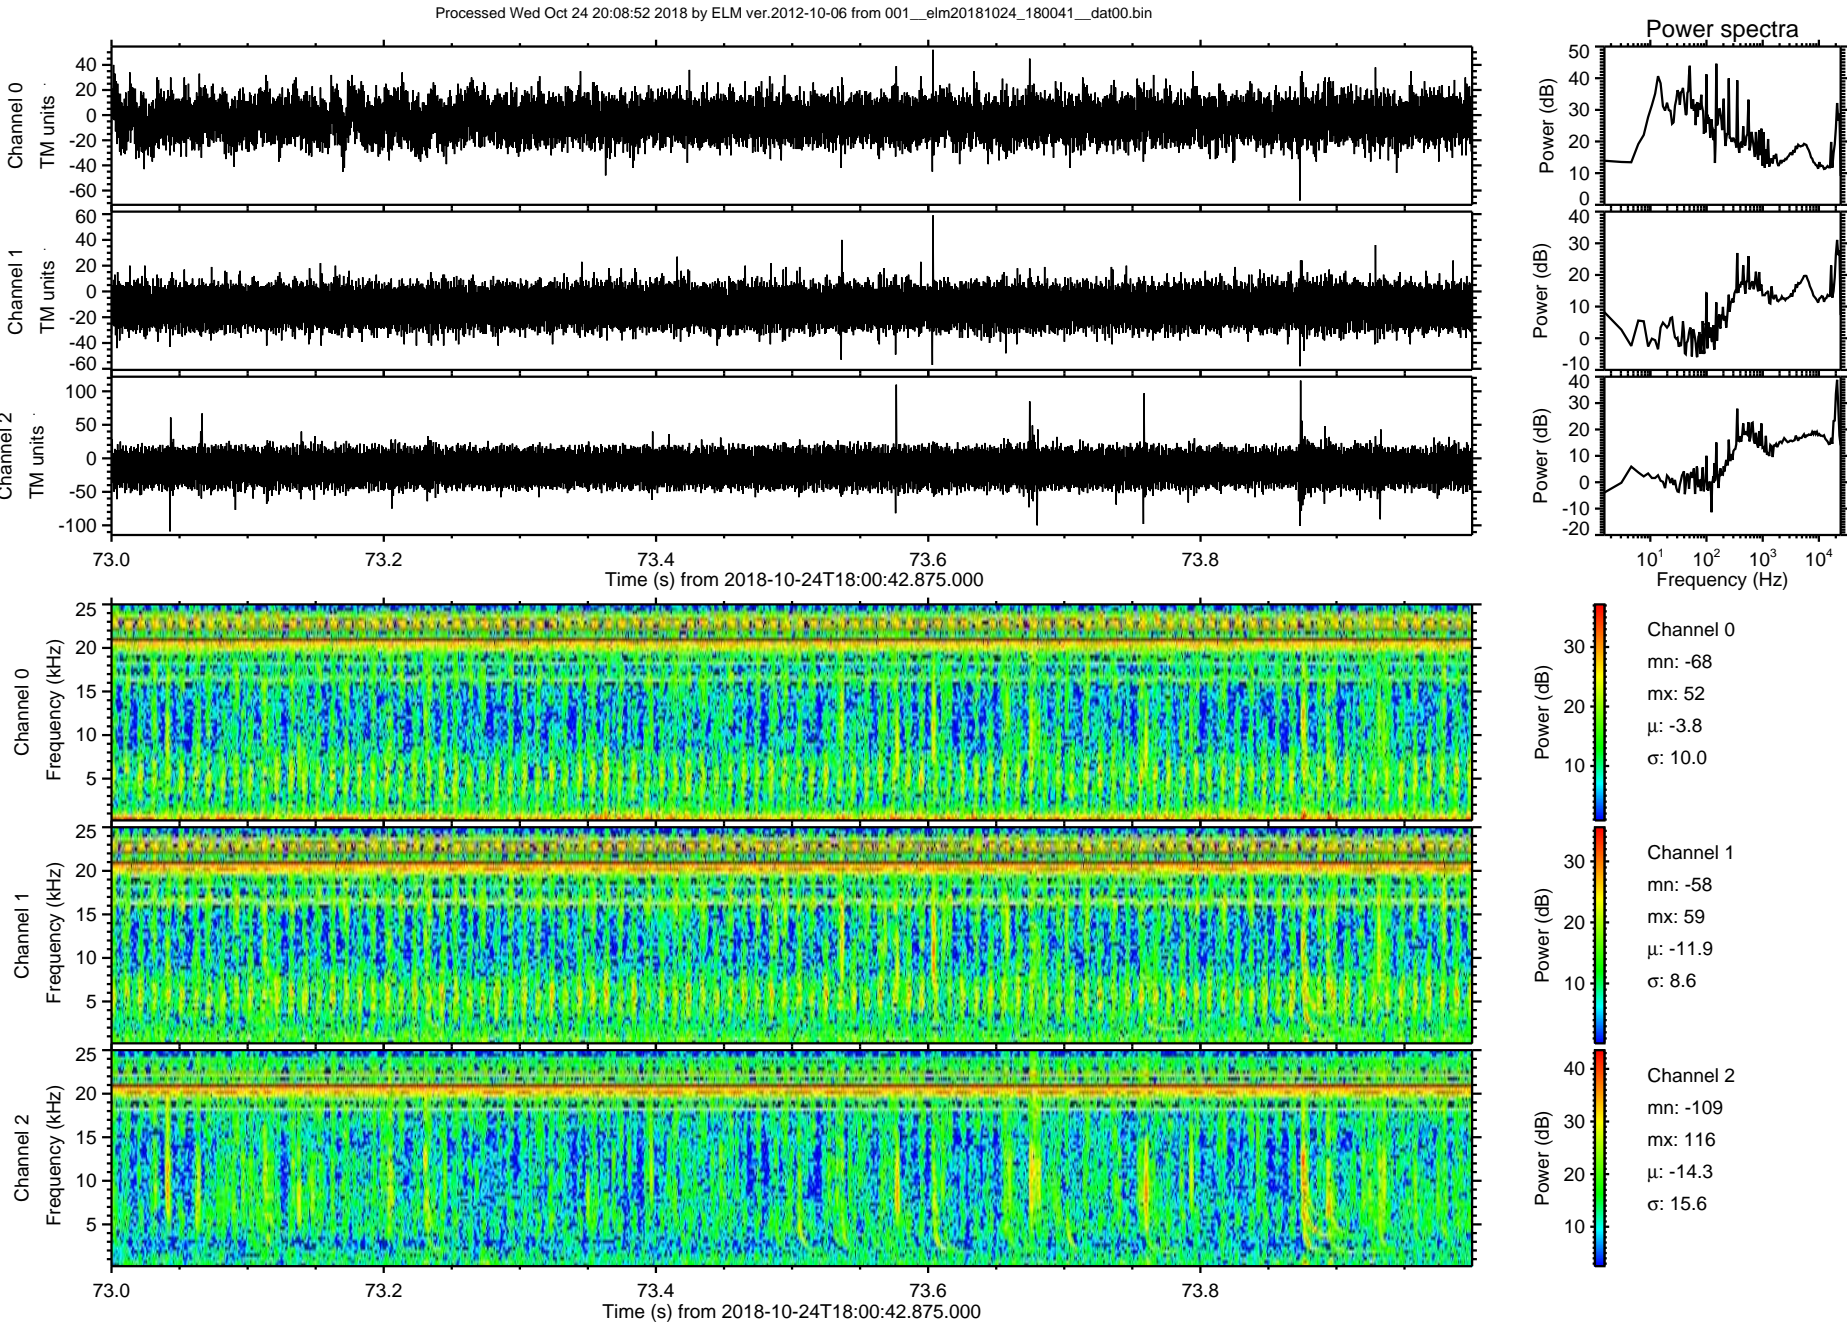 Processed Wed Oct 24 20:08:52 2018 by ELM ver.2012-10-06 from 001__elm20181024_180041__dat00.bin
Power spectra
Channel 0
TM units
40
20
0
-20
-40
-60
Power (dB)
50
40
30
20
10
0
Channel 1
TM units
60
40
20
0
-20
-40
-60
Power (dB)
40
30
20
10
0
-10
Channel 2
TM units
100
50
0
-50
-100
Power (dB)
40
30
20
10
0
-10
-20
73.0 73.2 73.4 73.6 73.8
Time (s) from 2018-10-24T18:00:42.875.000
10¹ 10² 10³ 10⁴
Frequency (Hz)
Channel 0
Frequency (kHz)
25
20
15
10
5
Power (dB)
30
20
10
Channel 0
mn: -68
mx: 52
μ: -3.8
σ: 10.0
Channel 1
Frequency (kHz)
25
20
15
10
5
Power (dB)
30
20
10
Channel 1
mn: -58
mx: 59
μ: -11.9
σ: 8.6
Channel 2
Frequency (kHz)
25
20
15
10
5
Power (dB)
40
30
20
10
Channel 2
mn: -109
mx: 116
μ: -14.3
σ: 15.6
73.0 73.2 73.4 73.6 73.8
Time (s) from 2018-10-24T18:00:42.875.000